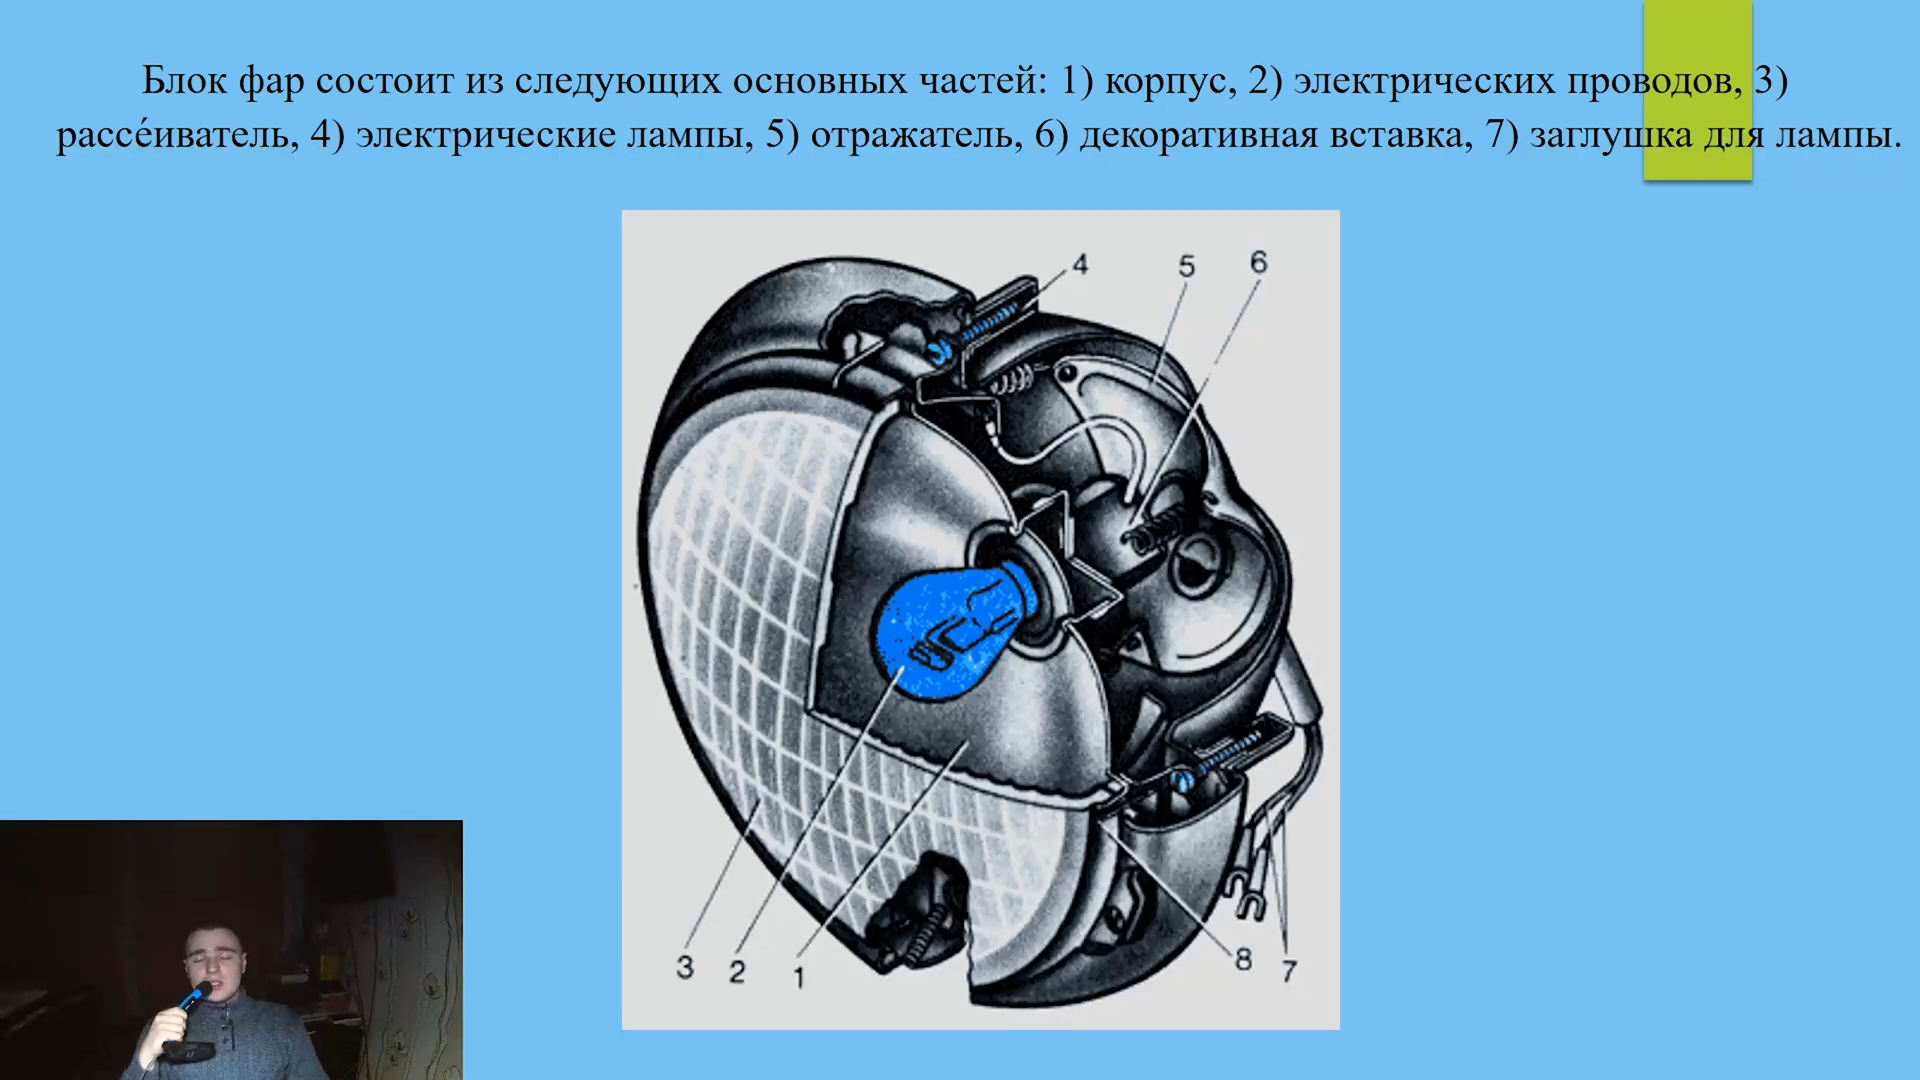 Блок фар состоит из следующих основных частей: 1) корпус, 2) электрических проводов, 3)
рассе́иватель, 4) электрические лампы, 5) отражатель, 6) декоративная вставка, 7) заглушка для лампы.
4 5 6
3 2 1 8 7